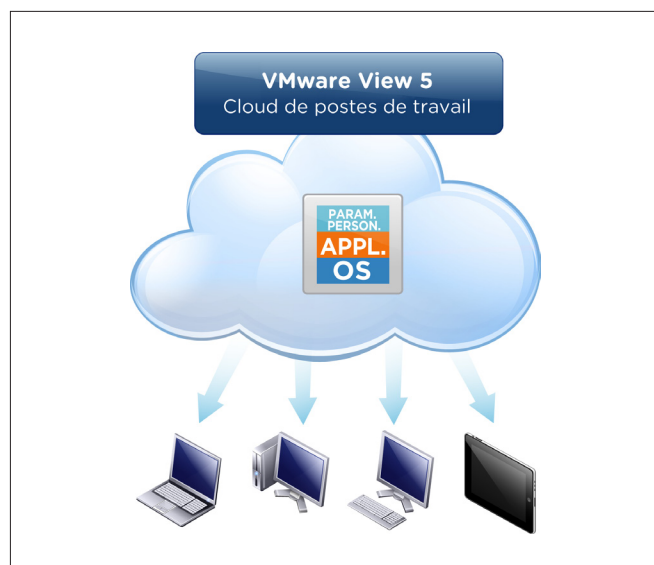 VMware View 5
Cloud de postes de travail
PARAM.
PERSON.
APPL.
OS